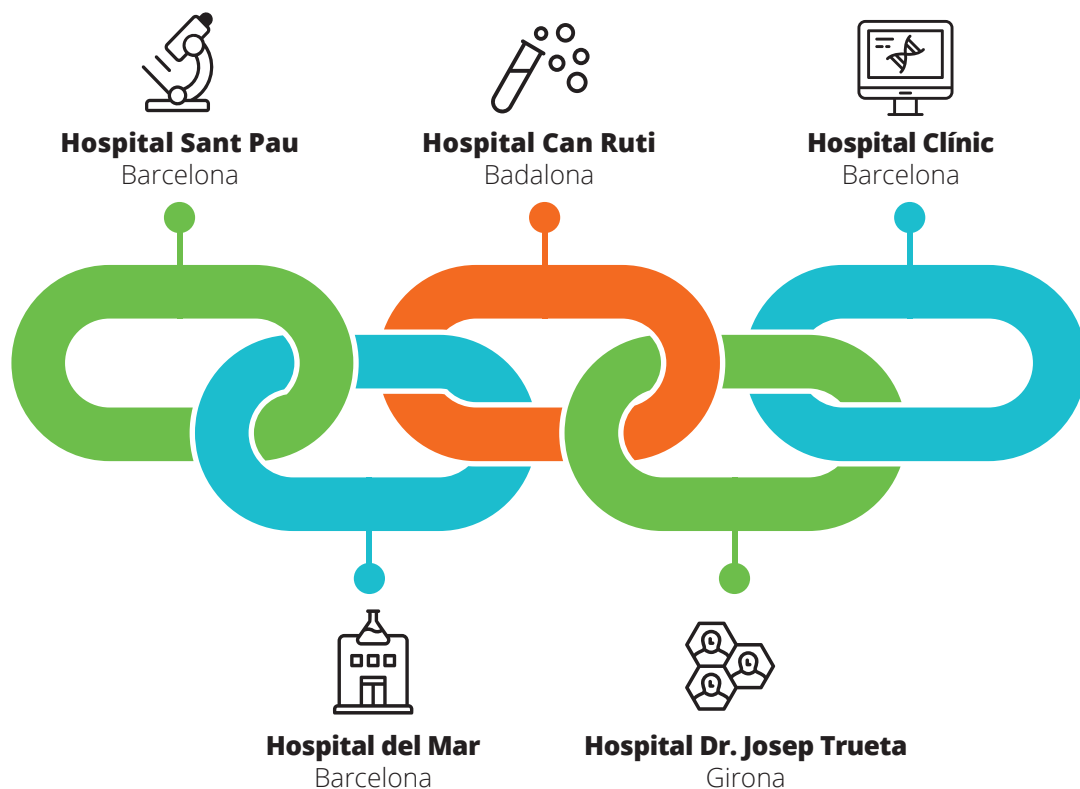 Hospital Sant Pau
Barcelona
Hospital Can Ruti
Badalona
Hospital Clínic
Barcelona
Hospital del Mar
Barcelona
Hospital Dr. Josep Trueta
Girona